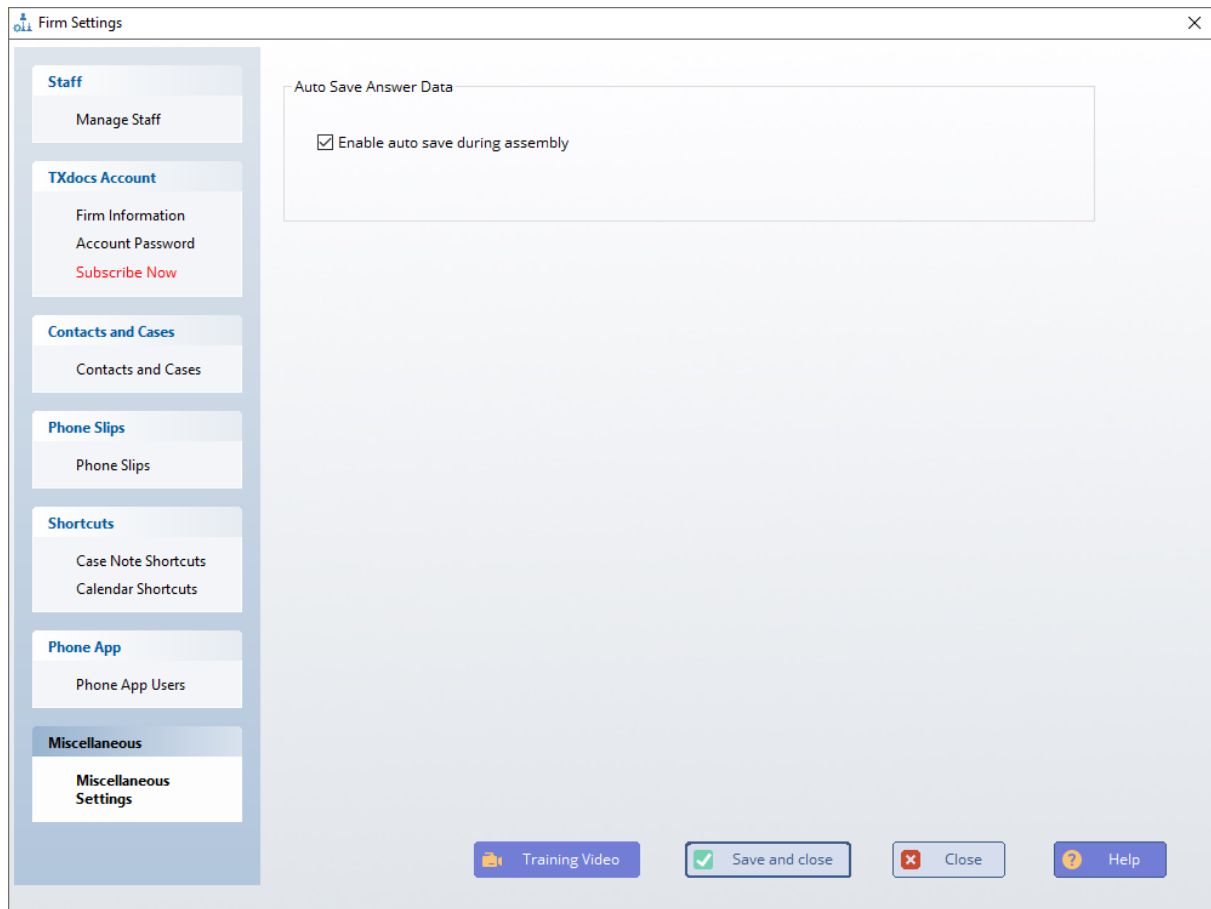 Firm Settings
Staff
Manage Staff
TXdocs Account
Firm Information
Account Password
Subscribe Now
Contacts and Cases
Contacts and Cases
Phone Slips
Phone Slips
Shortcuts
Case Note Shortcuts
Calendar Shortcuts
Phone App
Phone App Users
Miscellaneous
Miscellaneous
Settings
Auto Save Answer Data
Enable auto save during assembly
Training Video
Save and close
Close
Help